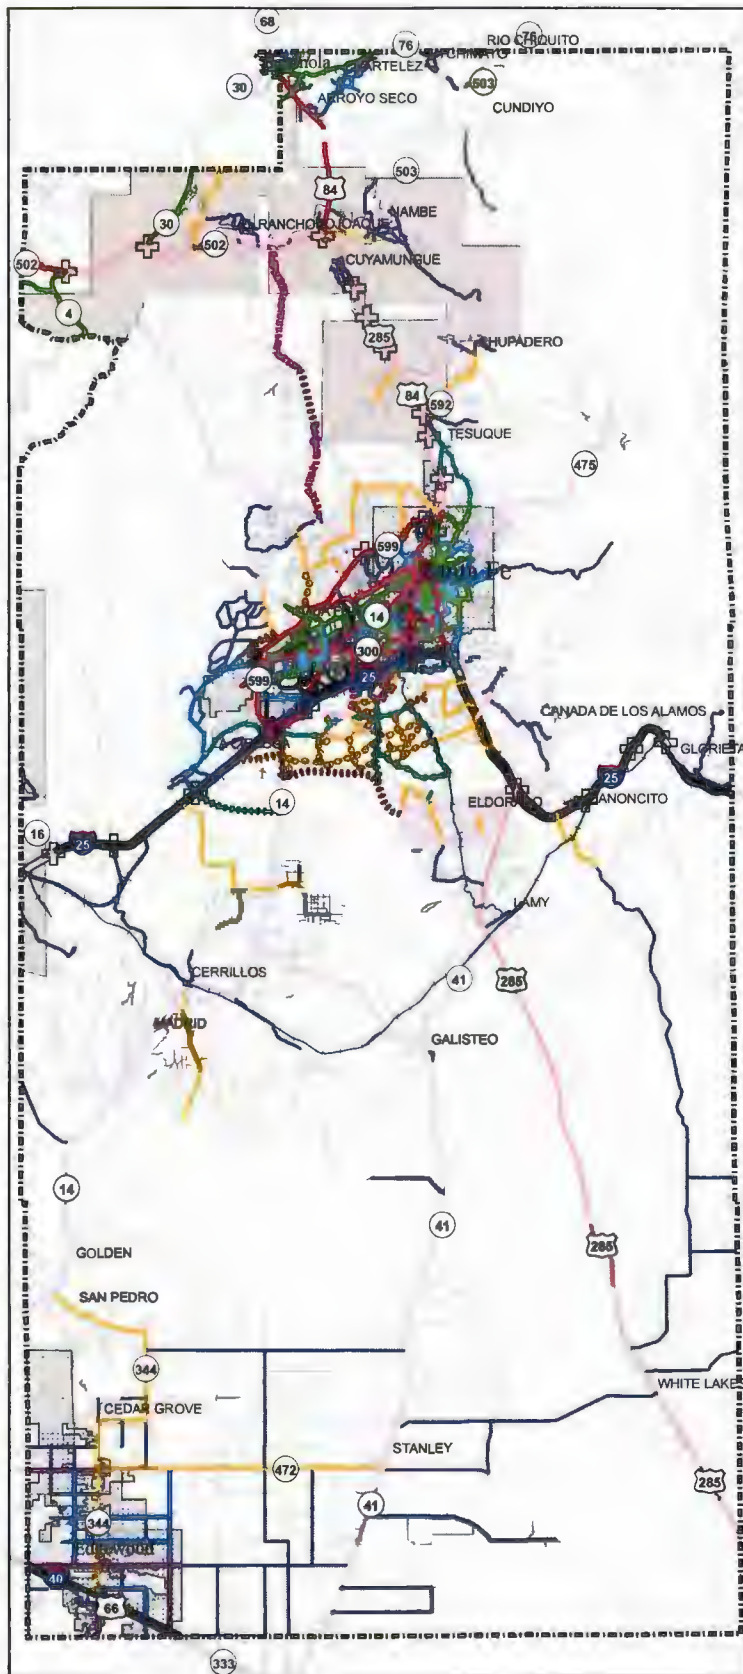 68
76
RIO CHIQUITO
CHIMAYO
30
503
ARROYO SECO
CUNDIYO
503
84
30
NAMBE
502
502
CUYAMUNGUE
4
285
84
592
TESUQUE
475
599
14
300
599
25
CANADA DE LOS ALAMOS
25
ELDORADO
14
16
25
LAMY
CERRILLOS
41
285
MADRID
GALISTEO
14
41
285
GOLDEN
SAN PEDRO
344
WHITE LAKE
CEDAR GROVE
STANLEY
472
285
41
344
Edgewood
40
66
333